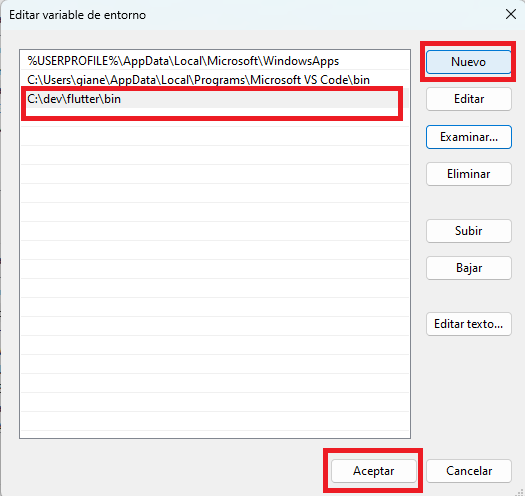 Editar variable de entorno
%USERPROFILE%\AppData\Local\Microsoft\WindowsApps
C:\Users\giane\AppData\Local\Programs\Microsoft VS Code\bin
C:\dev\flutter\bin
Nuevo
Editar
Examinar...
Eliminar
Subir
Bajar
Editar texto...
Aceptar
Cancelar